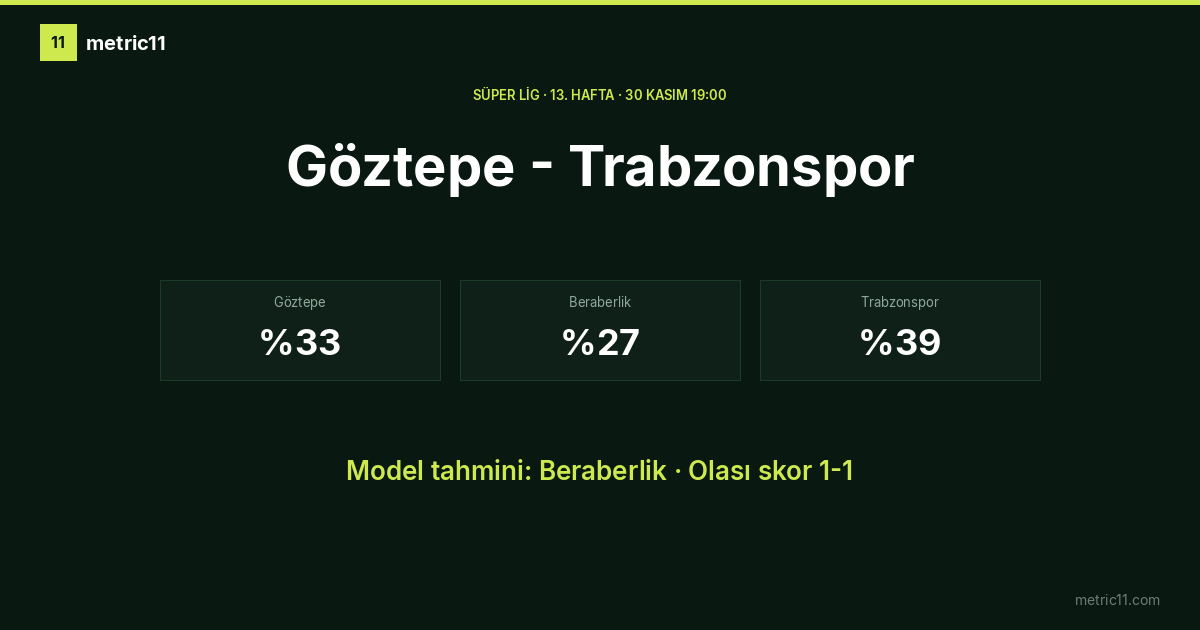 11 metric11
SÜPER LİG · 13. HAFTA · 30 KASIM 19:00
Göztepe - Trabzonspor
Göztepe
%33
Beraberlik
%27
Trabzonspor
%39
Model tahmini: Beraberlik · Olası skor 1-1
metric11.com